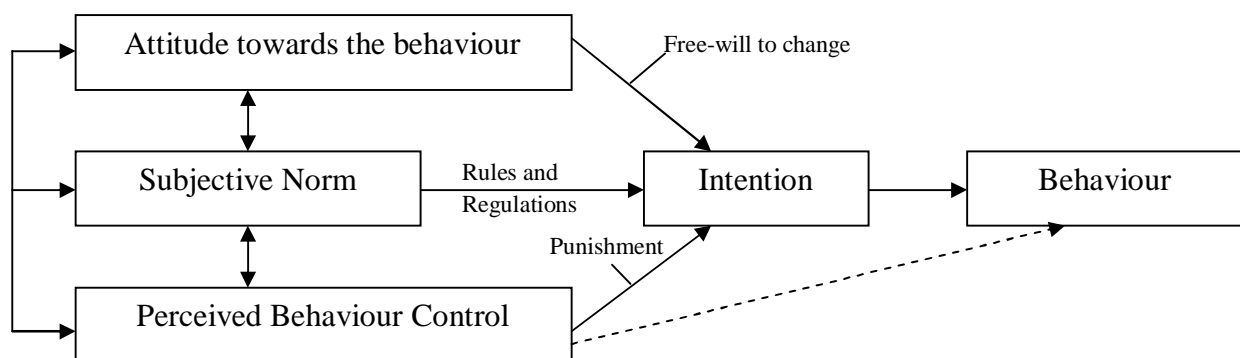 Attitude towards the behaviour
Free-will to change
Subjective Norm
Rules and
Regulations
Intention
Behaviour
Punishment
Perceived Behaviour Control